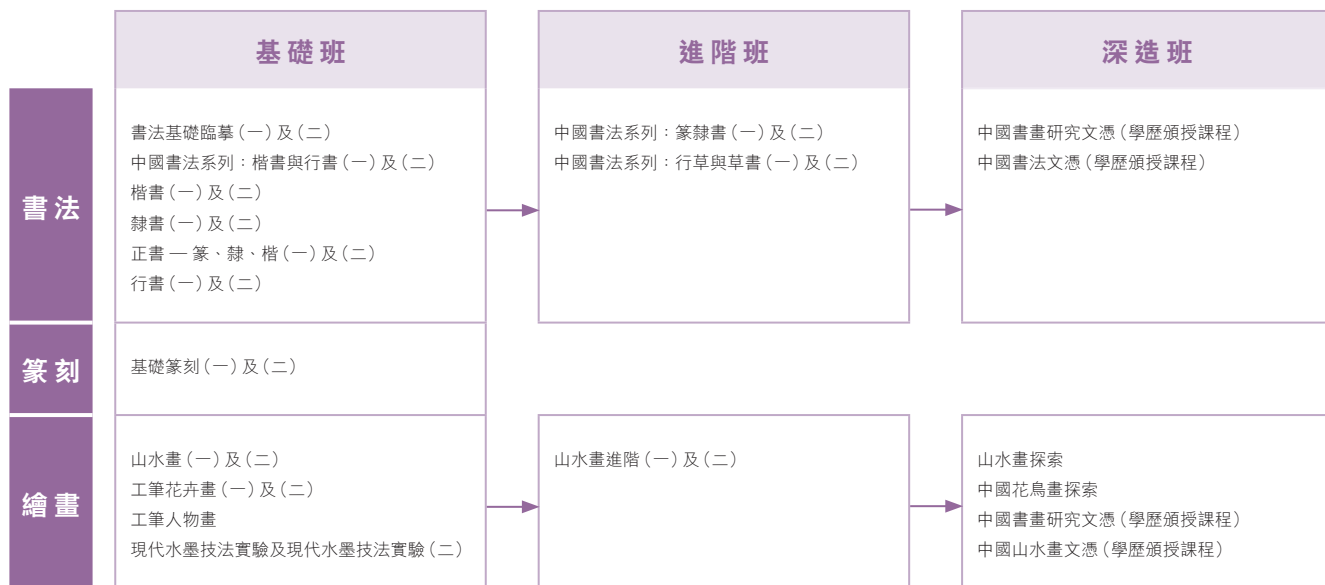 基礎班
進階班
深造班
書法
書法基礎臨摹(一)及(二)
中國書法系列:楷書與行書(一)及(二)
楷書(一)及(二)
隸書(一)及(二)
正書 — 篆、隸、楷(一)及(二)
行書(一)及(二)
中國書法系列:篆隸書(一)及(二)
中國書法系列:行草與草書(一)及(二)
中國書畫研究文憑(學歷頒授課程)
中國書法文憑(學歷頒授課程)
篆刻
基礎篆刻(一)及(二)
繪畫
山水畫(一)及(二)
工筆花卉畫(一)及(二)
工筆人物畫
現代水墨技法實驗及現代水墨技法實驗(二)
山水畫進階(一)及(二)
山水畫探索
中國花鳥畫探索
中國書畫研究文憑(學歷頒授課程)
中國山水畫文憑(學歷頒授課程)